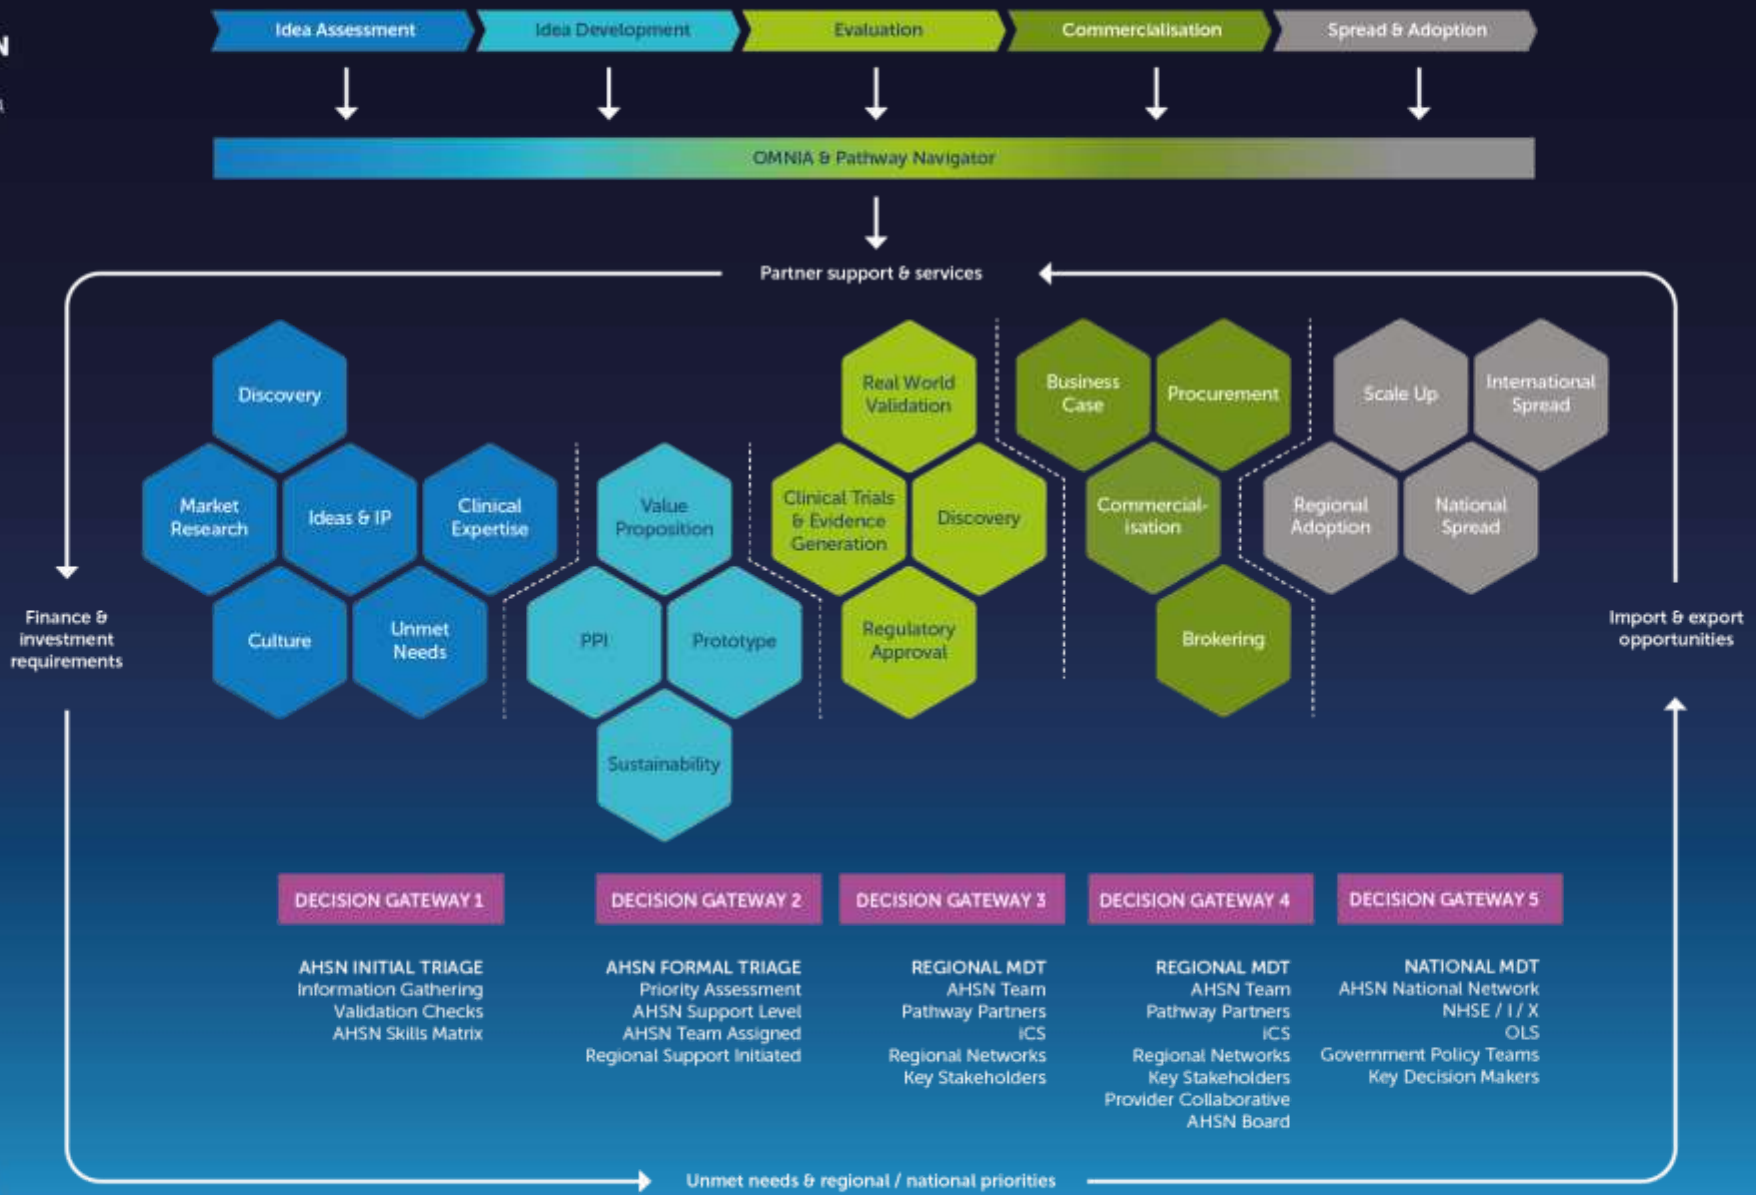 N
Idea Assessment
Idea Development
Evaluation
Commercialisation
Spread & Adoption
OMNIA & Pathway Navigator
Partner support & services
Discovery
Market
Research
Ideas & IP
Clinical
Expertise
Culture
Unmet
Needs
Value
Proposition
PPI
Prototype
Sustainability
Real World
Validation
Clinical Trials
& Evidence
Generation
Discovery
Regulatory
Approval
Business
Case
Procurement
Commercial-
isation
Brokering
Scale Up
International
Spread
Regional
Adoption
National
Spread
Finance &
investment
requirements
Import & export
opportunities
DECISION GATEWAY 1
AHSN INITIAL TRIAGE
Information Gathering
Validation Checks
AHSN Skills Matrix
DECISION GATEWAY 2
AHSN FORMAL TRIAGE
Priority Assessment
AHSN Support Level
AHSN Team Assigned
Regional Support Initiated
DECISION GATEWAY 3
REGIONAL MDT
AHSN Team
Pathway Partners
iCS
Regional Networks
Key Stakeholders
DECISION GATEWAY 4
REGIONAL MDT
AHSN Team
Pathway Partners
iCS
Regional Networks
Key Stakeholders
Provider Collaborative
AHSN Board
DECISION GATEWAY 5
NATIONAL MDT
AHSN National Network
NHSE / I / X
OLS
Government Policy Teams
Key Decision Makers
Unmet needs & regional / national priorities